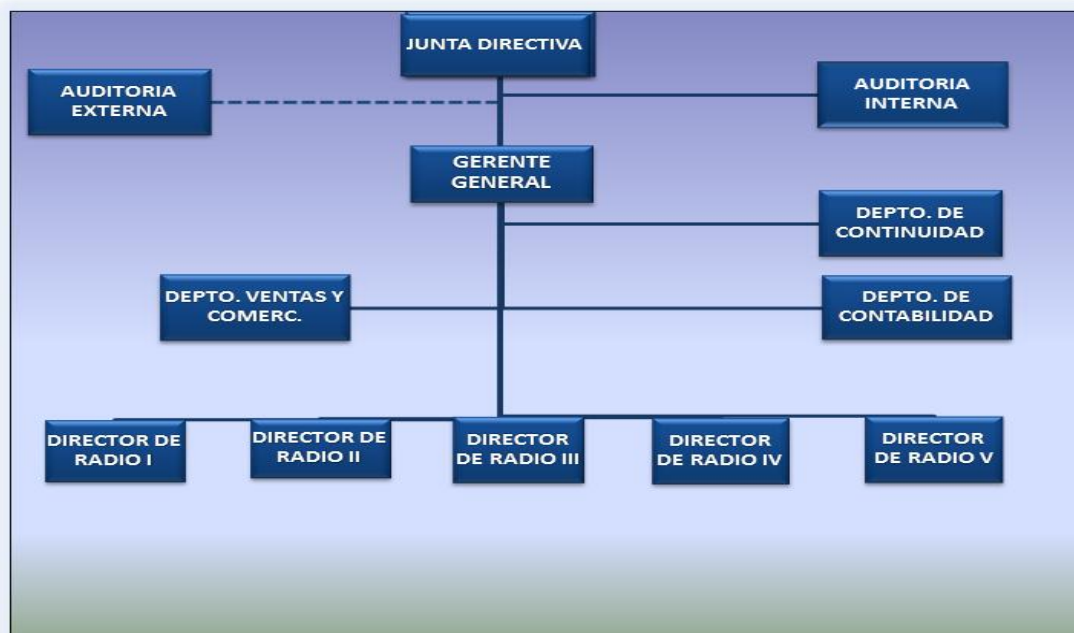 JUNTA DIRECTIVA
AUDITORIA
EXTERNA
AUDITORIA
INTERNA
GERENTE
GENERAL
DEPTO. DE
CONTINUIDAD
DEPTO. VENTAS Y
COMERC.
DEPTO. DE
CONTABILIDAD
DIRECTOR DE
RADIO I
DIRECTOR DE
RADIO II
DIRECTOR
DE RADIO III
DIRECTOR
DE RADIO IV
DIRECTOR
DE RADIO V